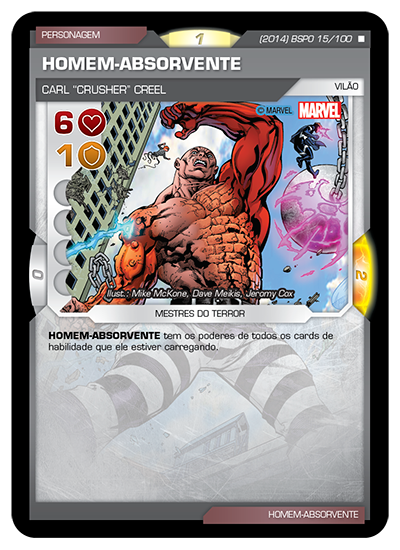 PERSONAGEM
1
(2014) BSP0 15/100
HOMEM-ABSORVENTE
CARL “CRUSHER” CREEL
VILÃO
6
© MARVEL
MARVEL
1
0
2
Ilust.: Mike McKone, Dave Meikis, Jeromy Cox
MESTRES DO TERROR
HOMEM-ABSORVENTE tem os poderes de todos os cards de
habilidade que ele estiver carregando.
HOMEM-ABSORVENTE